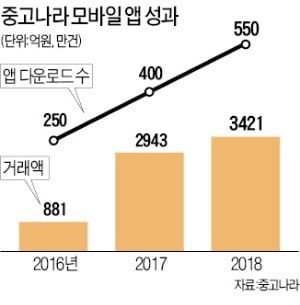 중고나라 모바일 앱 성과
(단위:억원, 만건)
앱 다운로드 수
250
400
550
거래액
881
2943
3421
2016년
2017
2018
자료:중고나라